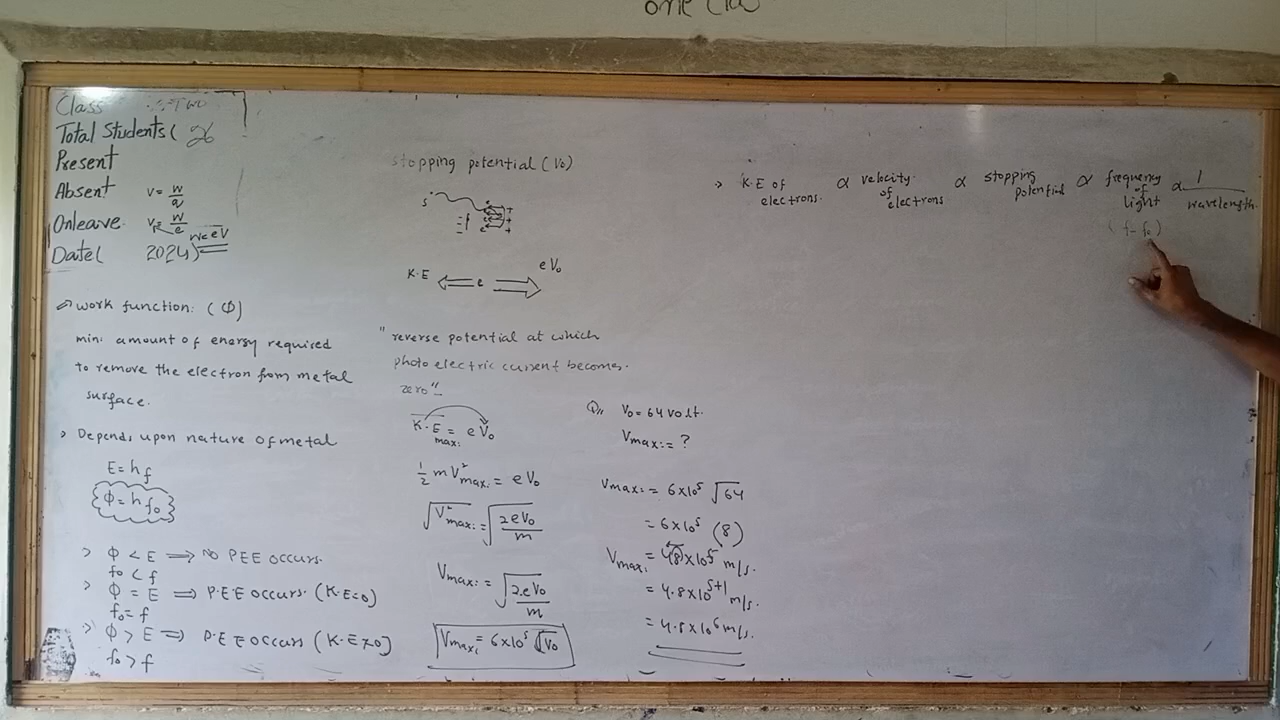 one
Class Two
Total Students ( 26
Present
Absent V = W/q
Onleave. V = W/e
W = eV
Date( 2024)
work function: (Φ)
min: amount of energy required
to remove the electron from metal
surface.
> Depends upon nature of metal
E = hf
Φ = hf₀
> Φ < E ⟹ NO PEE occurs.
f₀ < f
> Φ = E ⟹ P.E.E occurs. (K.E=0)
f₀ = f
> Φ > E ⟹ P.E.E occurs (K.E>0)
f₀ > f
stopping potential (V₀)
s
f
K.E ⟸ e ⟹ eV₀
"reverse potential at which
photo electric current becomes.
zero"
K.E max: = eV₀
½ mV²max: = eV₀
√V²max: = √2eV₀/m
Vmax: = √2eV₀/m
Vmax: = 6×10⁵ √V₀
Q" V₀ = 64 volt.
Vmax: = ?
Vmax: = 6×10⁵ √64
= 6×10⁵ (8)
Vmax: = 48×10⁵ m/s.
= 4.8×10⁵⁺¹ m/s.
= 4.8×10⁶ m/s.
> K.E of electrons. ∝ velocity of electrons ∝ stopping potential ∝ frequency of light ∝ 1/wavelength.
(f - f₀)